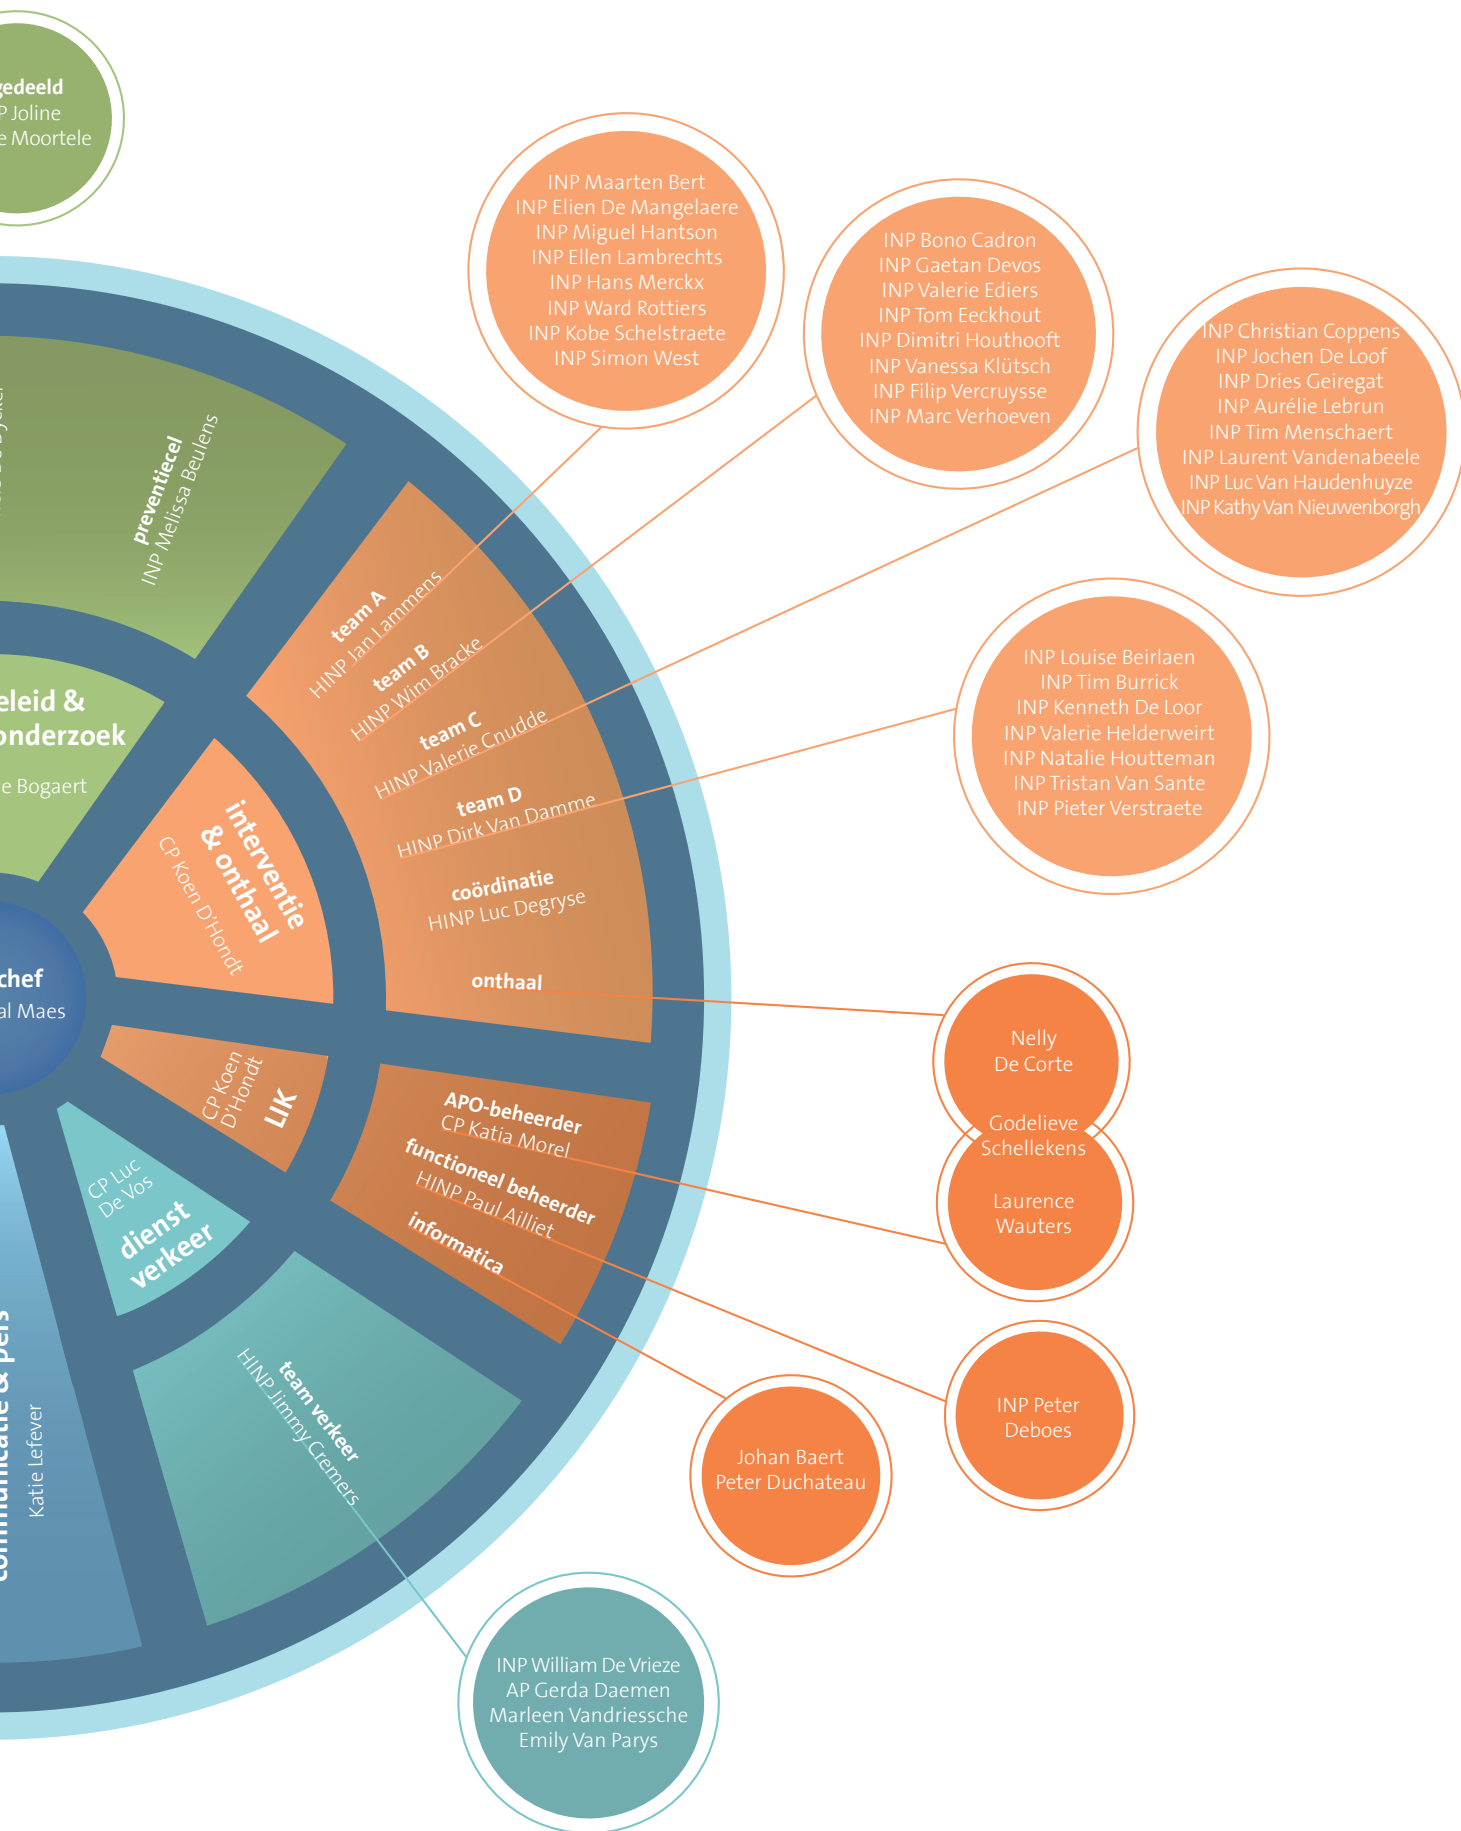 gedeeld
P Joline
e Moortele
INP Maarten Bert
INP Elien De Mangelaere
INP Miguel Hantson
INP Ellen Lambrechts
INP Hans Merckx
INP Ward Rottiers
INP Kobe Schelstraete
INP Simon West
INP Bono Cadron
INP Gaetan Devos
INP Valerie Ediers
INP Tom Eeckhout
INP Dimitri Houthooft
INP Vanessa Klütsch
INP Filip Vercruysse
INP Marc Verhoeven
INP Christian Coppens
INP Jochen De Loof
INP Dries Geiregat
INP Aurélie Lebrun
INP Tim Menschaert
INP Laurent Vandenabeele
INP Luc Van Haudenhuyze
INP Kathy Van Nieuwenborgh
INP Louise Beirlaen
INP Tim Burrick
INP Kenneth De Loor
INP Valerie Helderweirt
INP Natalie Houtteman
INP Tristan Van Sante
INP Pieter Verstraete
preventiecel
INP Melissa Beulens
eleid &
onderzoek
e Bogaert
team A
HINP Jan Lammens
team B
HINP Wim Bracke
team C
HINP Valerie Cnudde
team D
HINP Dirk Van Damme
coördinatie
HINP Luc Degryse
onthaal
interventie
& onthaal
CP Koen D'Hondt
chef
al Maes
Nelly
De Corte
Godelieve
Schellekens
Laurence
Wauters
CP Koen
D'Hondt
LIK
APO-beheerder
CP Katia Morel
functioneel beheerder
HINP Paul Ailliet
informatica
INP Peter
Deboes
Johan Baert
Peter Duchateau
CP Luc
De Vos
dienst
verkeer
team verkeer
HINP Jimmy Cremers
communicatie & pers
Katie Lefever
INP William De Vrieze
AP Gerda Daemen
Marleen Vandriessche
Emily Van Parys